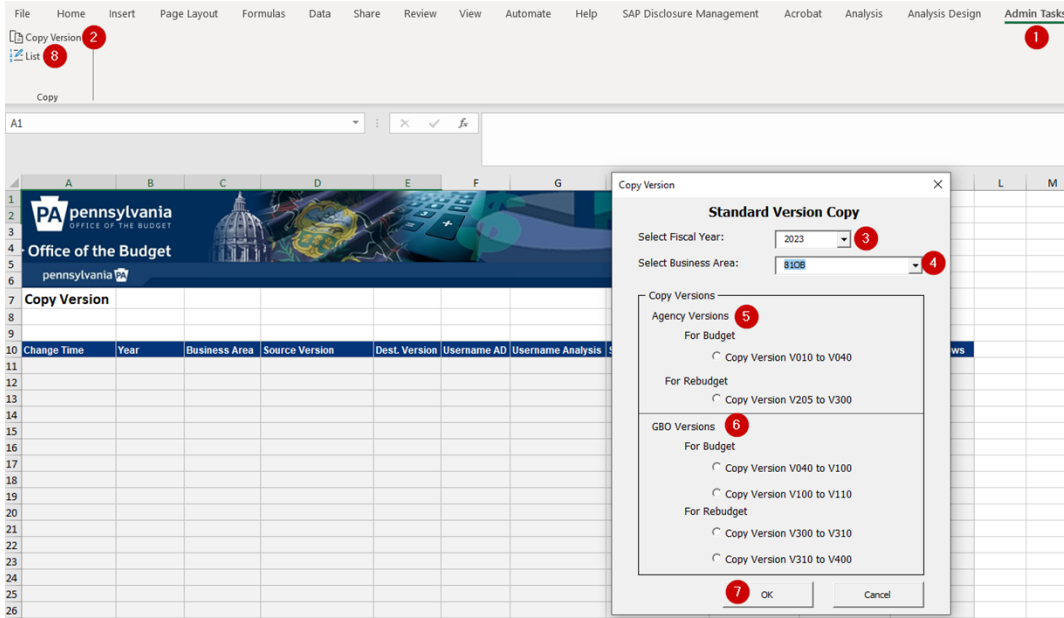 File Home Insert Page Layout Formulas Data Share Review View Automate Help SAP Disclosure Management Acrobat Analysis Analysis Design Admin Tasks
Copy Version 2
1
List 8
Copy
A1 fx
A B C D E F G L M
Copy Version
1
2
3
4
5
6
7
8
9
10
11
12
13
14
15
16
17
18
19
20
21
22
23
24
25
26
PA pennsylvania
OFFICE OF THE BUDGET
Office of the Budget
pennsylvania PA
Copy Version
Change Time Year Business Area Source Version Dest. Version Username AD Username Analysis
Standard Version Copy
Select Fiscal Year: 2023 3
Select Business Area: 81OB 4
Copy Versions
Agency Versions 5
For Budget
Copy Version V010 to V040
For Rebudget
Copy Version V205 to V300
GBO Versions 6
For Budget
Copy Version V040 to V100
Copy Version V100 to V110
For Rebudget
Copy Version V300 to V310
Copy Version V310 to V400
7 OK Cancel